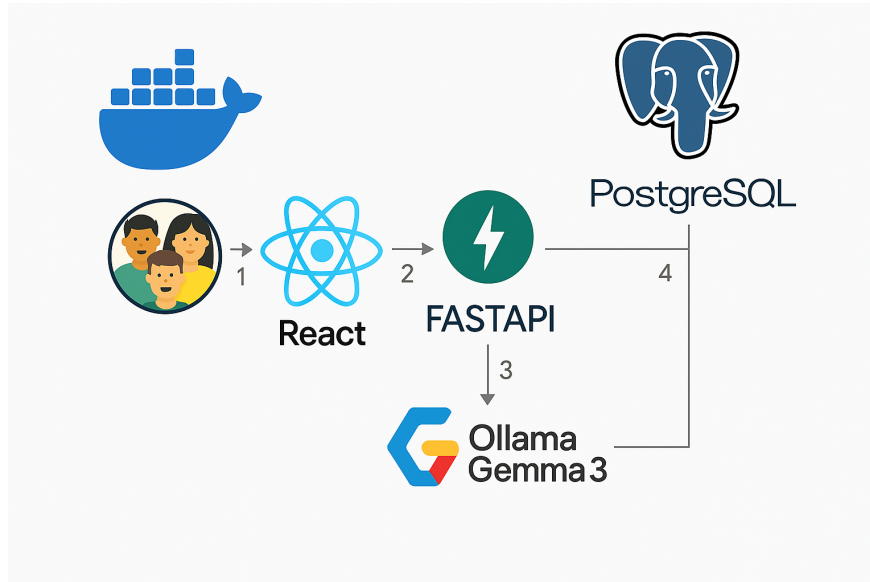 PostgreSQL
1
2
4
React
FASTAPI
3
Ollama
Gemma 3